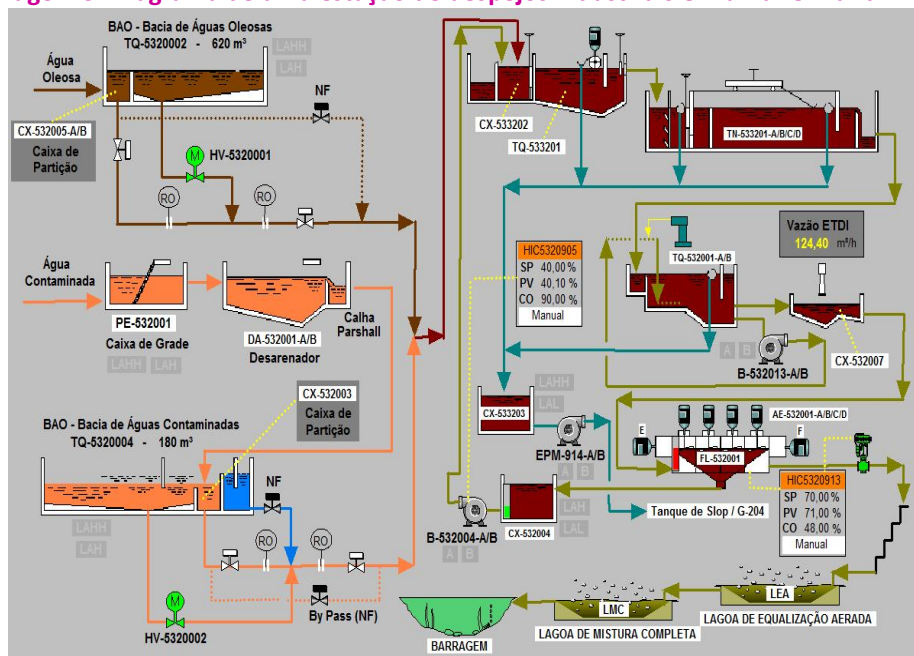 BAO - Bacia de Águas Oleosas
TQ-5320002 - 620 m³
LAHH
LAH
Água
Oleosa
CX-532005-A/B
Caixa de
Partição
NF
M
HV-5320001
RO
RO
Água
Contaminada
PE-532001
Caixa de Grade
LAHH
LAH
DA-532001-A/B
Desarenador
Calha
Parshall
CX-532003
Caixa de
Partição
BAO - Bacia de Águas Contaminadas
TQ-5320004 - 180 m³
NF
LAHH
LAH
RO
RO
M
HV-5320002
By Pass (NF)
CX-533202
TQ-533201
TN-533201-A/B/C/D
HIC5320905
SP 40,00 %
PV 40,10 %
CO 90,00 %
Manual
TQ-532001-A/B
Vazão ETDI
124,40 m³/h
A B
B-532013-A/B
CX-532007
CX-533203
LAHH
LAL
EPM-914-A/B
A B
AE-532001-A/B/C/D
E
F
FL-532001
HIC5320913
SP 70,00 %
PV 71,00 %
CO 48,00 %
Manual
Tanque de Slop / G-204
B-532004-A/B
A B
CX-532004
LAH
LAL
LEA
LAGOA DE EQUALIZAÇÃO AERADA
LMC
LAGOA DE MISTURA COMPLETA
BARRAGEM